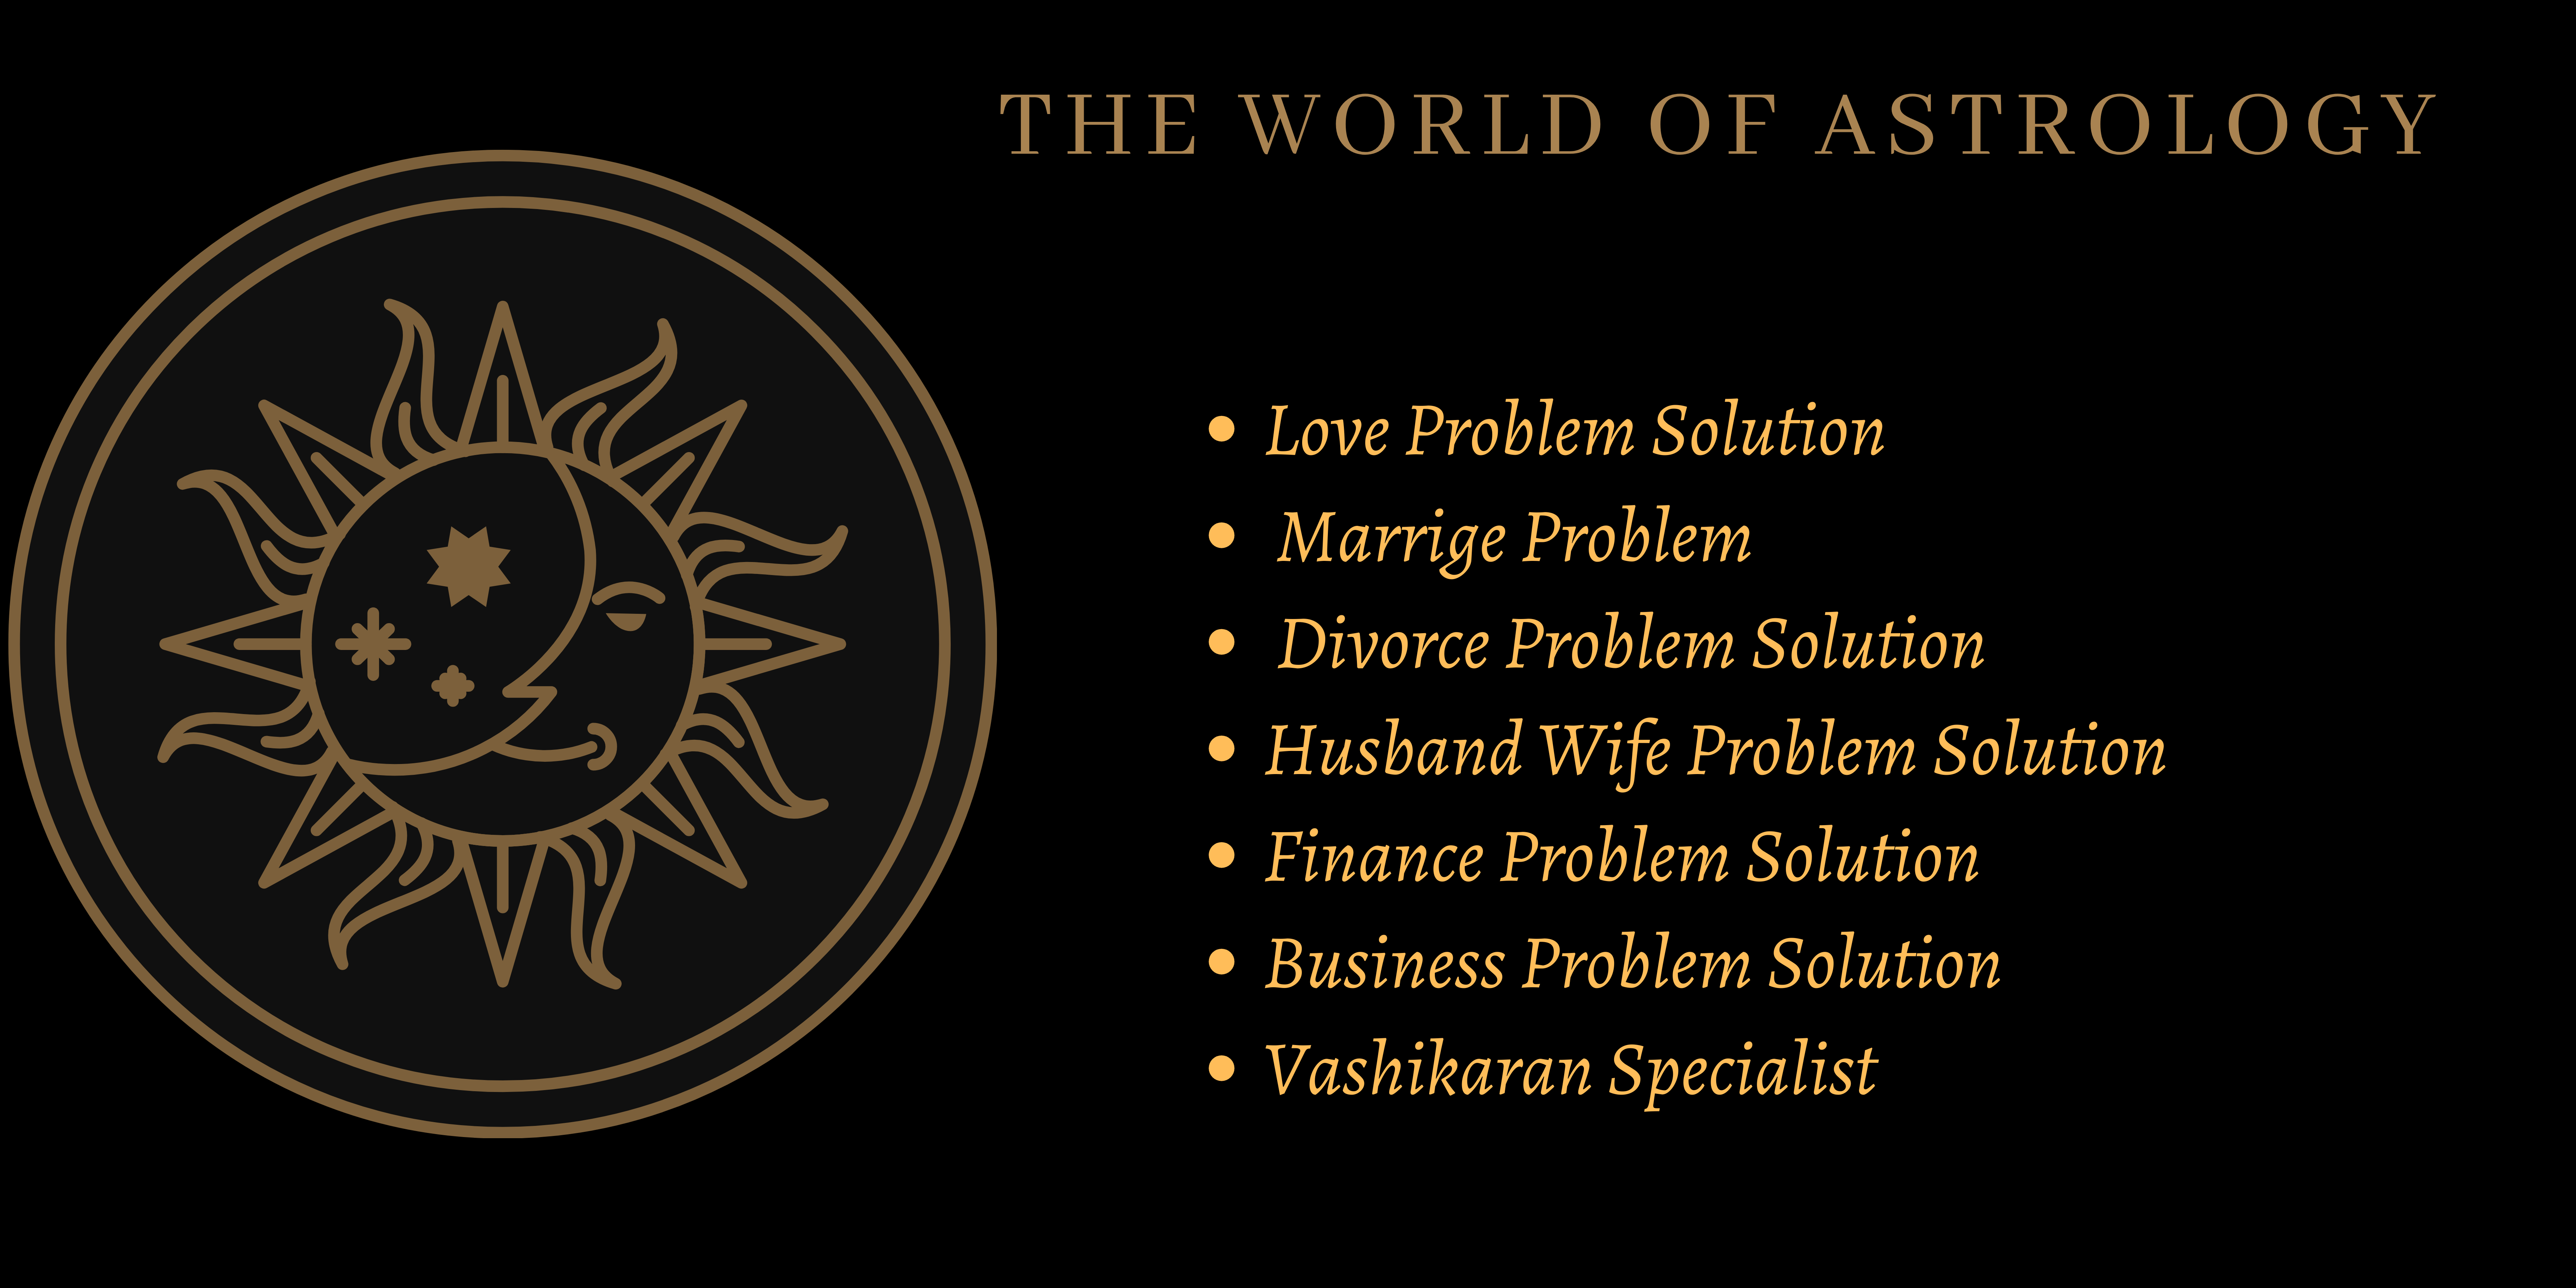 THE WORLD OF ASTROLOGY
• Love Problem Solution
• Marrige Problem
• Divorce Problem Solution
• Husband Wife Problem Solution
• Finance Problem Solution
• Business Problem Solution
• Vashikaran Specialist